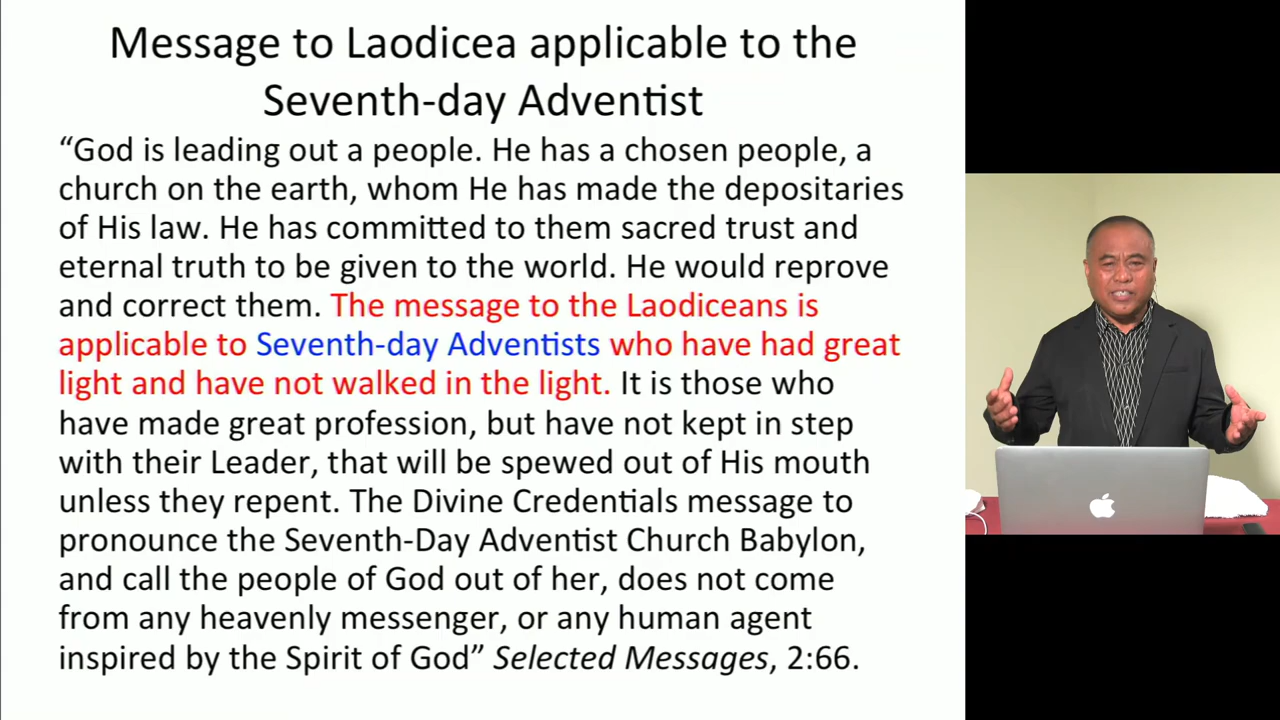 Message to Laodicea applicable to the
Seventh-day Adventist
“God is leading out a people. He has a chosen people, a
church on the earth, whom He has made the depositaries
of His law. He has committed to them sacred trust and
eternal truth to be given to the world. He would reprove
and correct them. The message to the Laodiceans is
applicable to Seventh-day Adventists who have had great
light and have not walked in the light. It is those who
have made great profession, but have not kept in step
with their Leader, that will be spewed out of His mouth
unless they repent. The Divine Credentials message to
pronounce the Seventh-Day Adventist Church Babylon,
and call the people of God out of her, does not come
from any heavenly messenger, or any human agent
inspired by the Spirit of God” Selected Messages, 2:66.